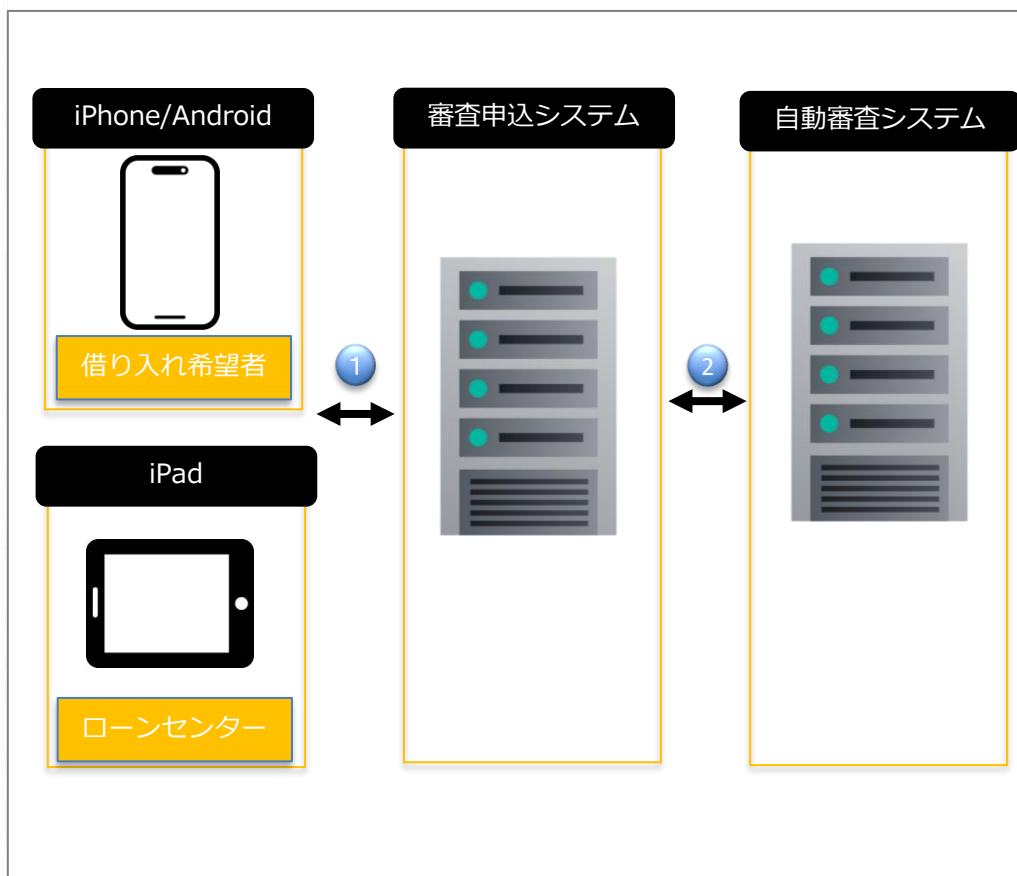 iPhone/Android
審査申込システム
自動審査システム
借り入れ希望者
1
2
iPad
ローンセンター